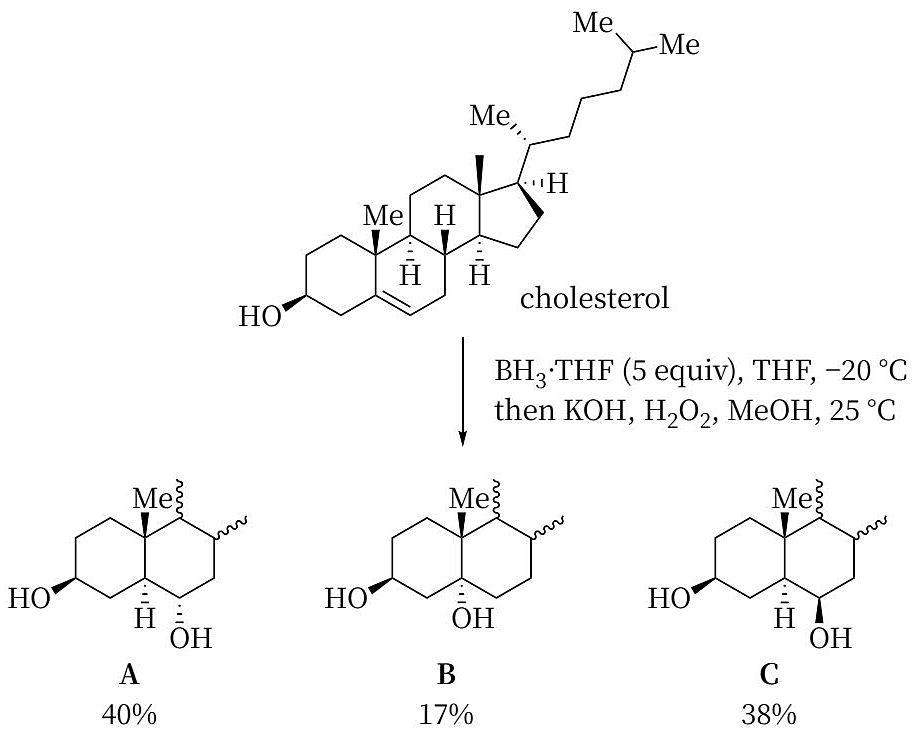 Me
Me
Me
H
Me H
H H
HO
cholesterol
BH₃·THF (5 equiv), THF, −20 °C
then KOH, H₂O₂, MeOH, 25 °C
Me Me Me
HO HO HO
H OH H
OH OH
A B C
40% 17% 38%